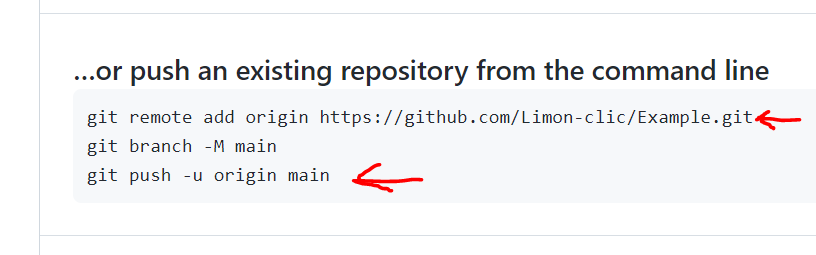 ...or push an existing repository from the command line
git remote add origin https://github.com/Limon-clic/Example.git
git branch -M main
git push -u origin main